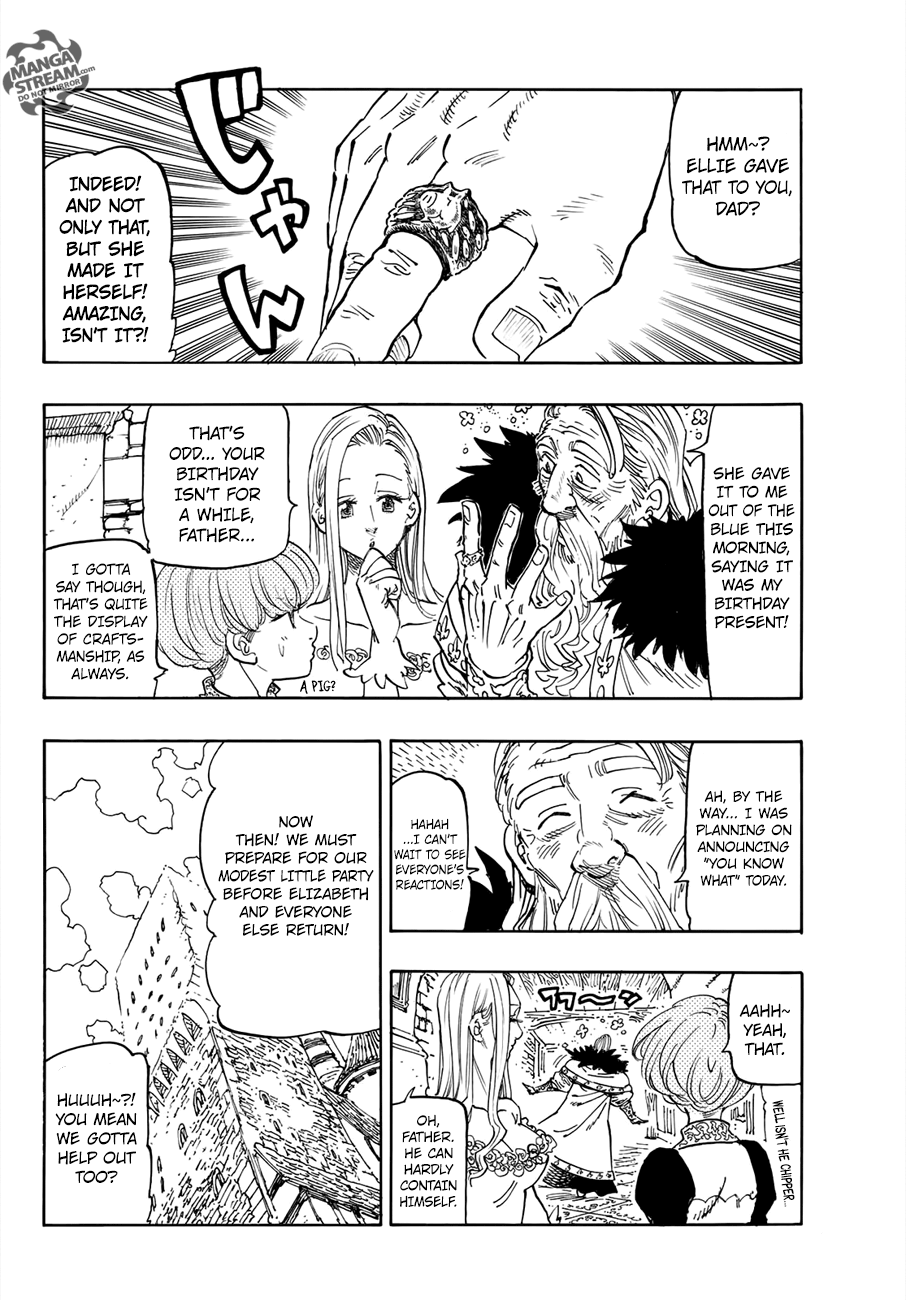 MANGA
STREAM.com
DO NOT MIRROR
HMM~?
ELLIE GAVE
THAT TO YOU,
DAD?
じゃん
INDEED!
AND NOT
ONLY THAT,
BUT SHE
MADE IT
HERSELF!
AMAZING,
ISN'T IT?!
SHE GAVE
IT TO ME
OUT OF THE
BLUE THIS
MORNING,
SAYING IT
WAS MY
BIRTHDAY
PRESENT!
THAT'S
ODD... YOUR
BIRTHDAY
ISN'T FOR
A WHILE,
FATHER...
A PIG?
I GOTTA
SAY THOUGH,
THAT'S QUITE
THE DISPLAY
OF CRAFTS-
MANSHIP, AS
ALWAYS.
AH, BY THE
WAY... I WAS
PLANNING ON
ANNOUNCING
"YOU KNOW
WHAT" TODAY.
HAHAH
...I CAN'T
WAIT TO SEE
EVERYONE'S
REACTIONS!
AAHH~
YEAH,
THAT.
WELL ISN'T HE CHIPPER...
OH,
FATHER.
HE CAN
HARDLY
CONTAIN
HIMSELF.
NOW
THEN! WE MUST
PREPARE FOR OUR
MODEST LITTLE PARTY
BEFORE ELIZABETH
AND EVERYONE
ELSE RETURN!
HUUUH~?!
YOU MEAN
WE GOTTA
HELP OUT
TOO?